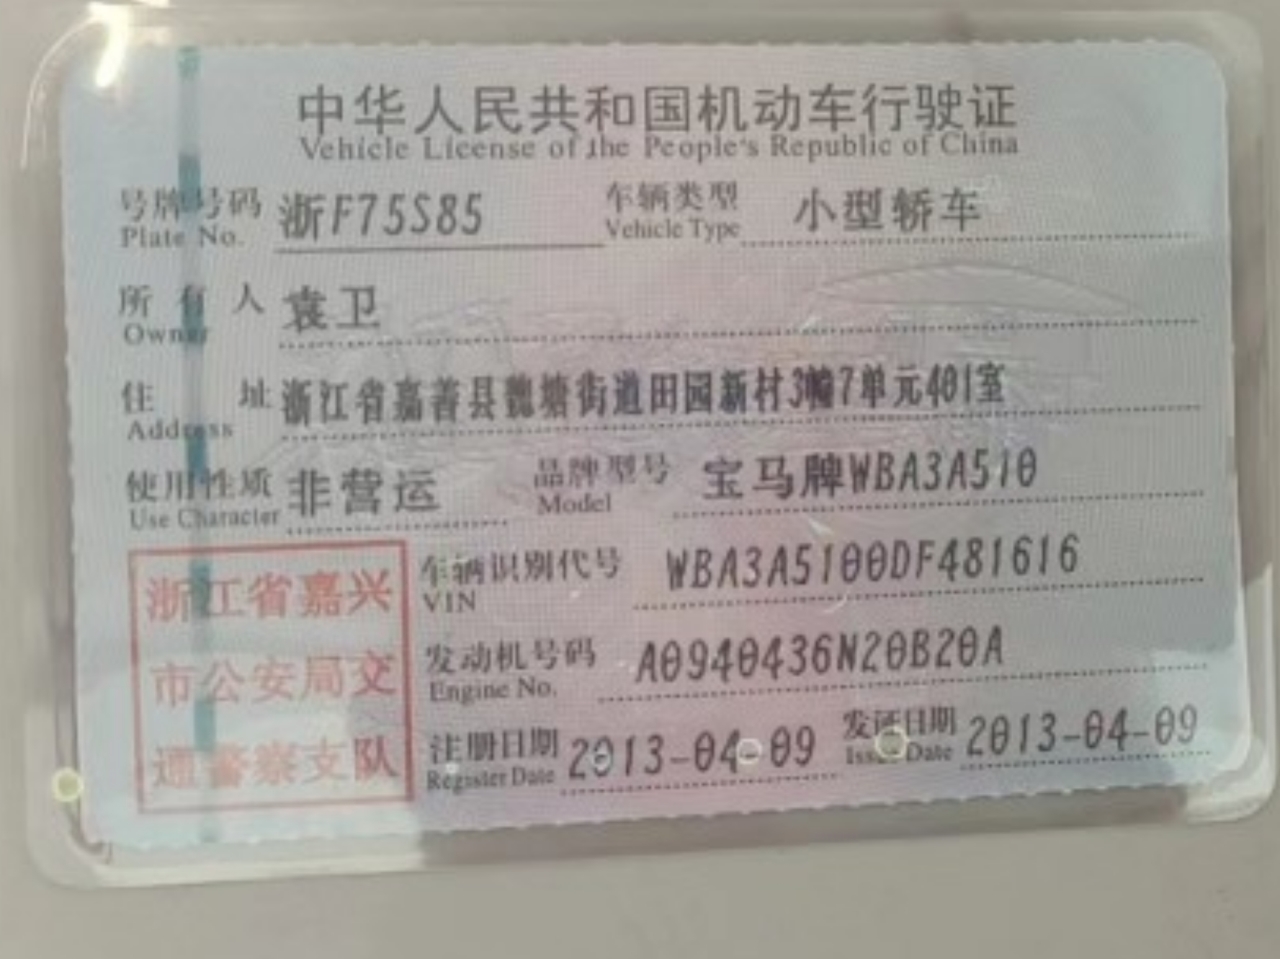 中华人民共和国机动车行驶证
Vehicle License of the People's Republic of China
号牌号码 浙F75S85 车辆类型 小型轿车
Plate No. Vehicle Type
所有人 袁卫
Owner
住址 浙江省嘉善县魏塘街道田园新村3幢7单元401室
Address
使用性质 非营运 品牌型号 宝马牌WBA3A510
Use Character Model
浙江省嘉兴
市公安局交
通警察支队
车辆识别代号 WBA3A5100DF481616
VIN
发动机号码 A0940436N20B20A
Engine No.
注册日期 2013-04-09 发证日期 2013-04-09
Register Date Issue Date